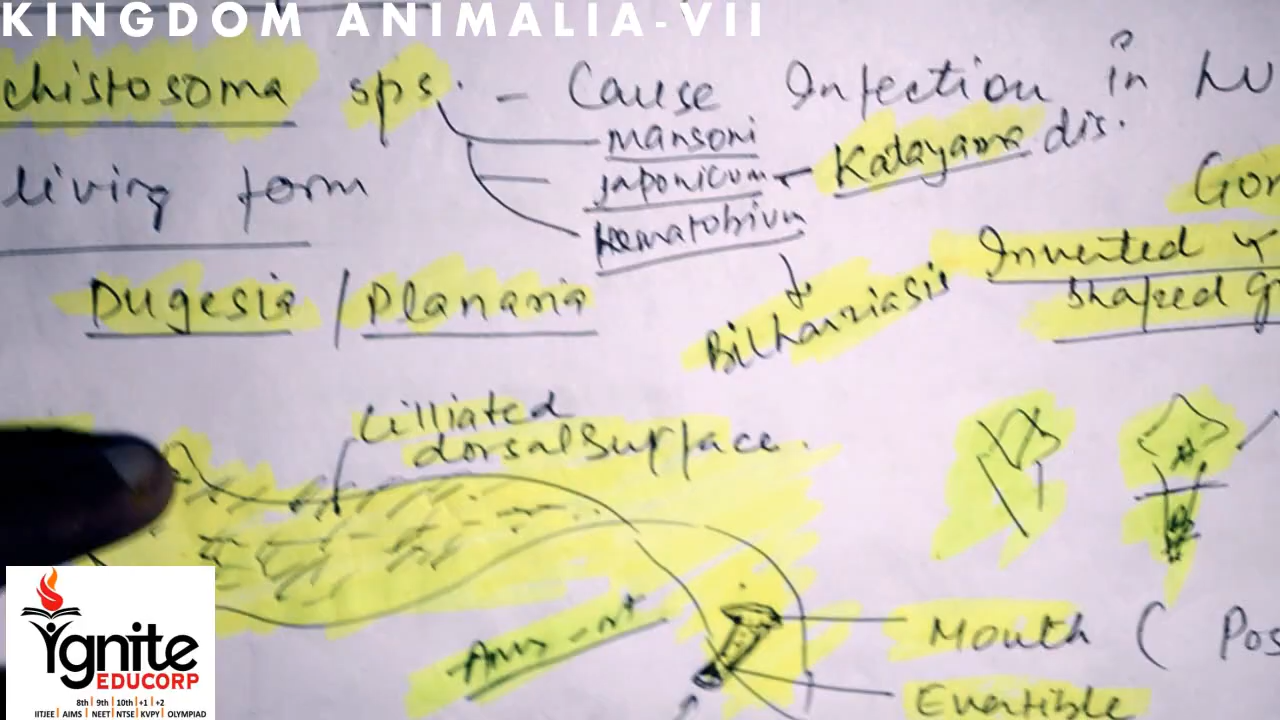 KINGDOM ANIMALIA-VII
chistosoma sps. - Cause Infection in
mansoni
japonicum - Katayama dis.
living form
Hematobium
Inverted
shaped
Dugesia / Planaria
Bilharziasis
Cilliated
dorsal surface.
Mouth ( Pos
Evertible
Ygnite
EDUCORP
8th | 9th | 10th | +1 | +2
IITJEE | AIMS | NEET | NTSE | KVPY | OLYMPIAD